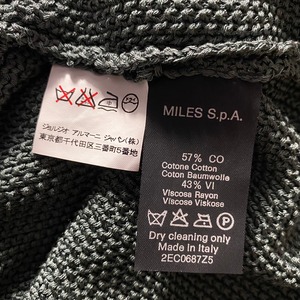 ジョルジオ アルマーニ ジャパン(株)
東京都千代田区三番町5番地
MILES S.p.A.
57% CO
Cotone Cotton
Coton Baumwolle
43% VI
Viscosa Rayon
Viscose Viskose
Dry cleaning only
Made in Italy
2EC0687Z5